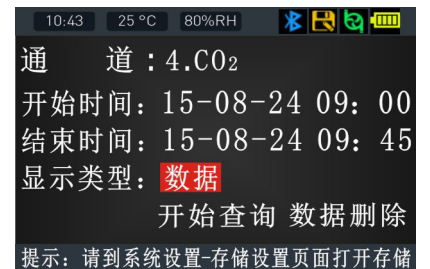 10:43 25 °C 80%RH
通 道：4.CO₂
开始时间：15-08-24 09：00
结束时间：15-08-24 09：45
显示类型：数据
开始查询 数据删除
提示：请到系统设置-存储设置页面打开存储